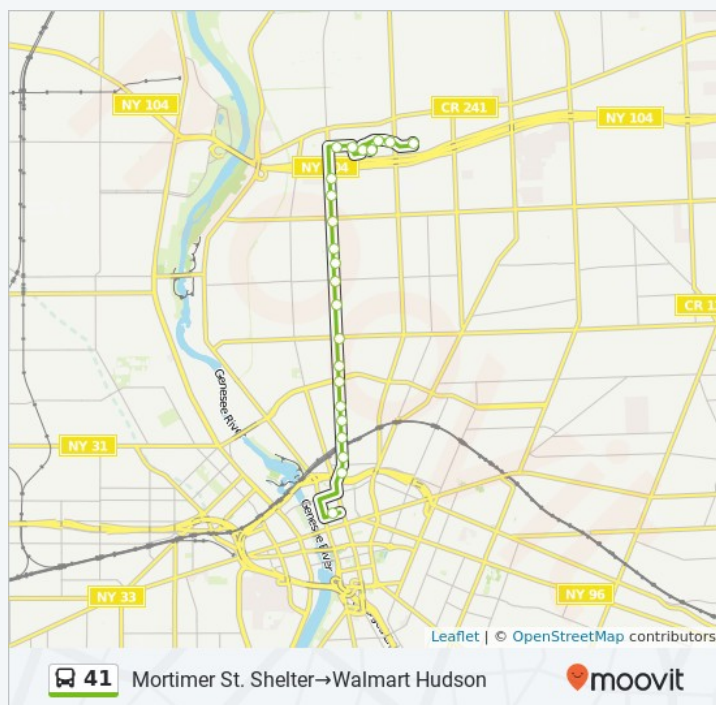 NY 104
CR 241
NY 104
NY 104
CR 1
Genesee River
NY 31
Genesee River
NY 33
NY 96
Leaflet | © OpenStreetMap contributors
41 Mortimer St. Shelter→Walmart Hudson
moovit